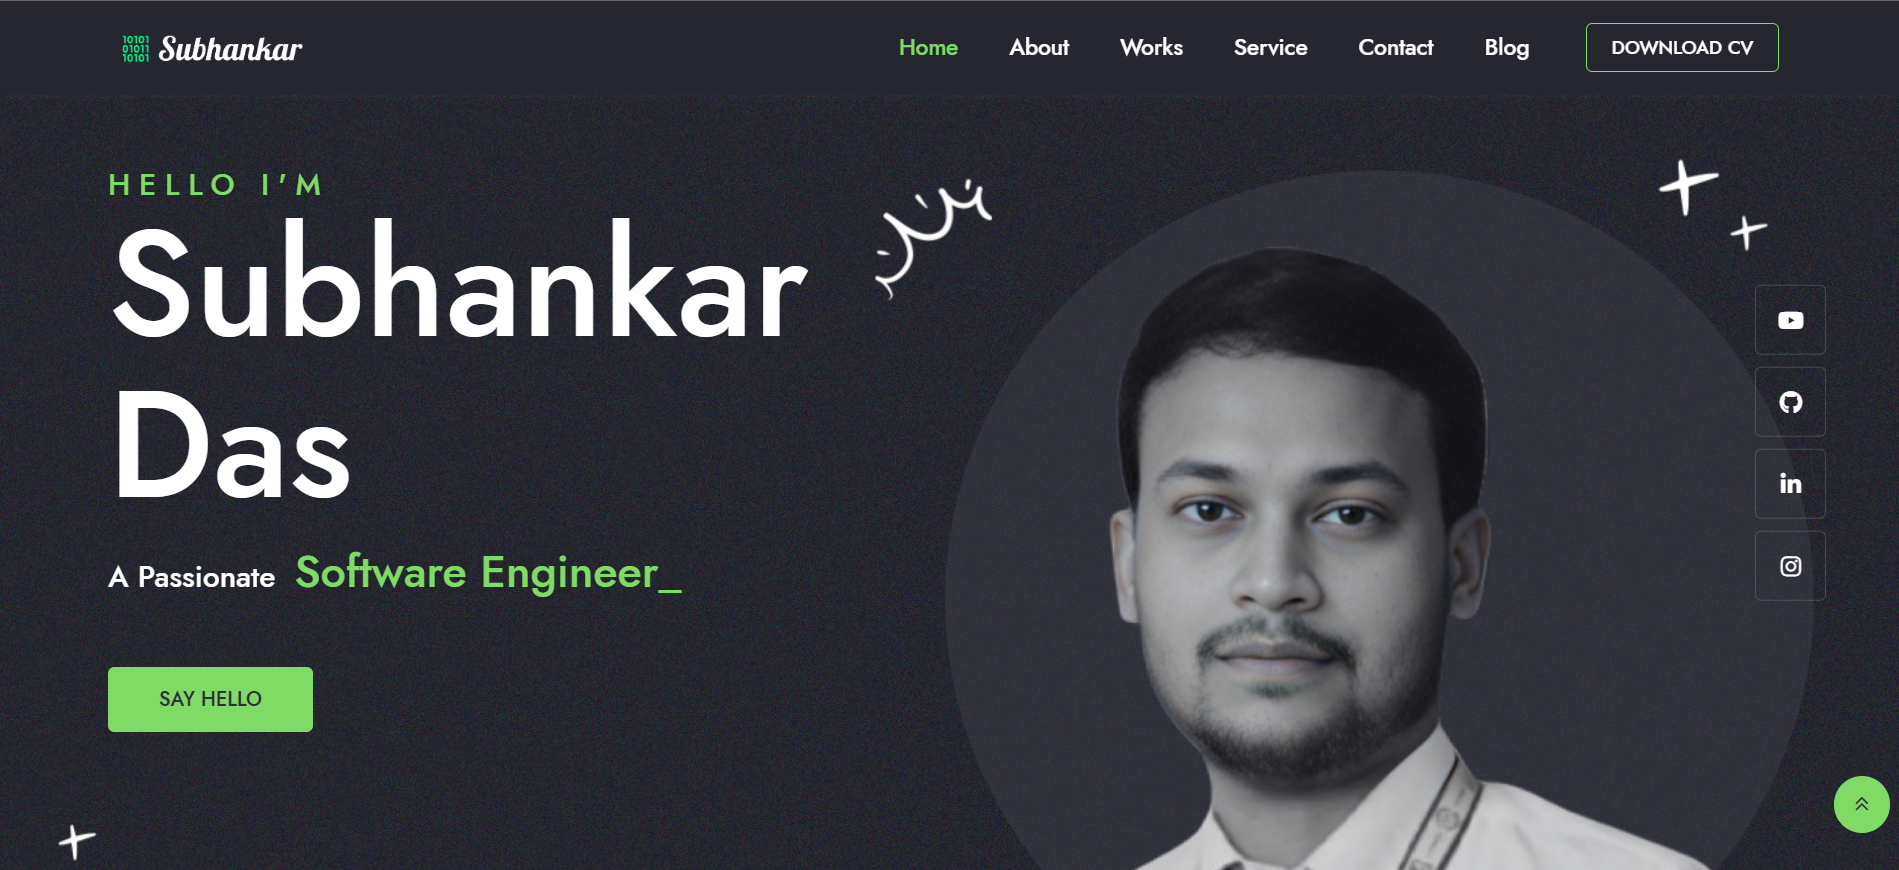 10101
01011
10101
Subhankar
Home About Works Service Contact Blog DOWNLOAD CV
HELLO I'M
Subhankar
Das
A Passionate Software Engineer_
SAY HELLO